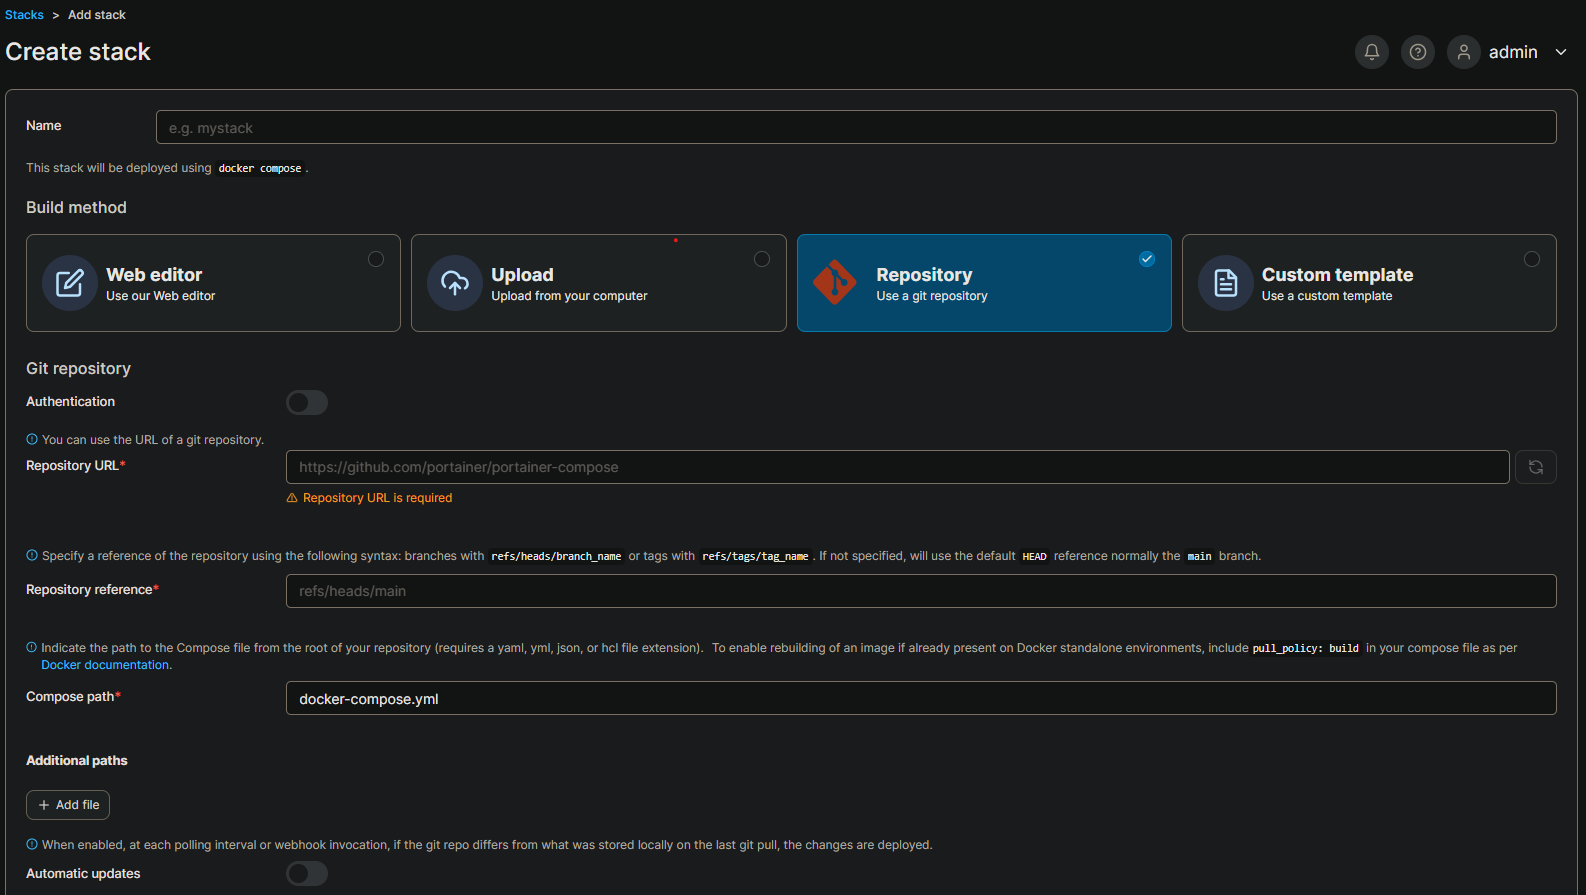 Stacks > Add stack
Create stack
admin
Name
e.g. mystack
This stack will be deployed using docker compose .
Build method
Web editor
Use our Web editor
Upload
Upload from your computer
Repository
Use a git repository
Custom template
Use a custom template
Git repository
Authentication
You can use the URL of a git repository.
Repository URL*
https://github.com/portainer/portainer-compose
Repository URL is required
Specify a reference of the repository using the following syntax: branches with refs/heads/branch_name or tags with refs/tags/tag_name . If not specified, will use the default HEAD reference normally the main branch.
Repository reference*
refs/heads/main
Indicate the path to the Compose file from the root of your repository (requires a yaml, yml, json, or hcl file extension). To enable rebuilding of an image if already present on Docker standalone environments, include pull_policy: build in your compose file as per
Docker documentation.
Compose path*
docker-compose.yml
Additional paths
+ Add file
When enabled, at each polling interval or webhook invocation, if the git repo differs from what was stored locally on the last git pull, the changes are deployed.
Automatic updates